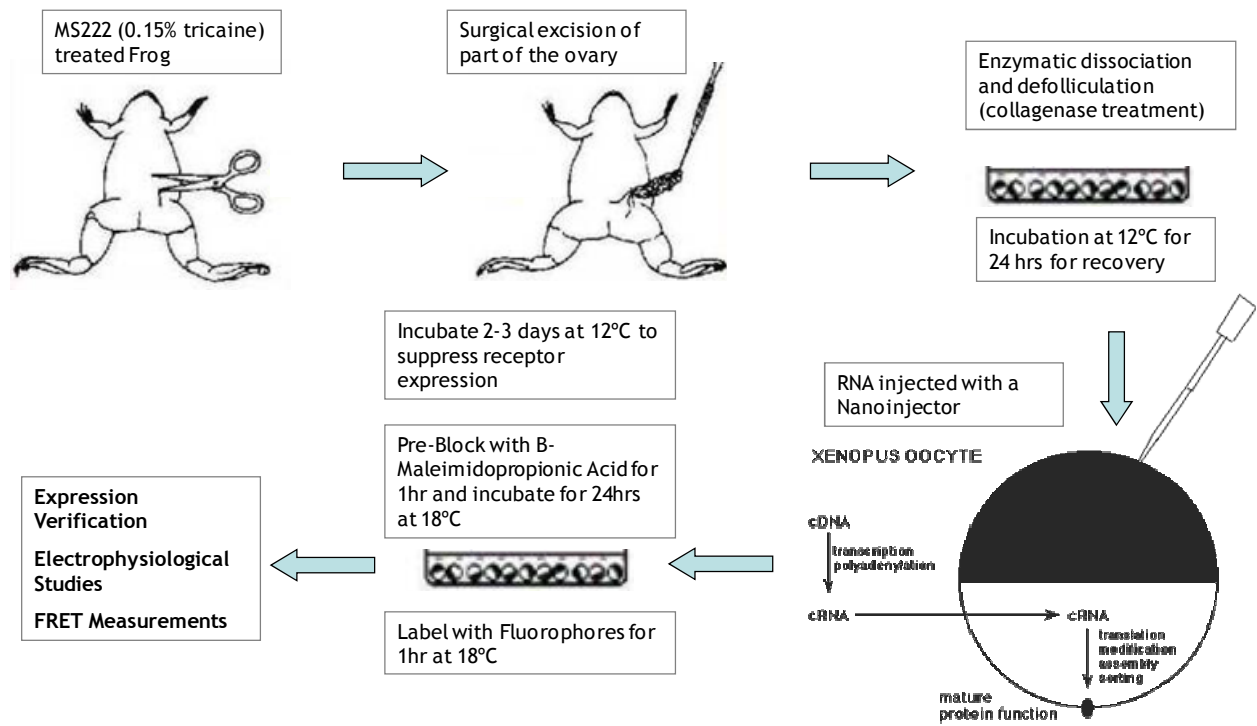 MS222 (0.15% tricaine)
treated Frog
Surgical excision of
part of the ovary
Enzymatic dissociation
and defolliculation
(collagenase treatment)
Incubation at 12ºC for
24 hrs for recovery
RNA injected with a
Nanoinjector
XENOPUS OOCYTE
cDNA
transcription
polyadenylation
cRNA
cRNA
translation
modification
assembly
sorting
mature
protein function
Incubate 2-3 days at 12ºC to
suppress receptor
expression
Pre-Block with B-
Maleimidopropionic Acid for
1hr and incubate for 24hrs
at 18ºC
Label with Fluorophores for
1hr at 18ºC
Expression
Verification
Electrophysiological
Studies
FRET Measurements